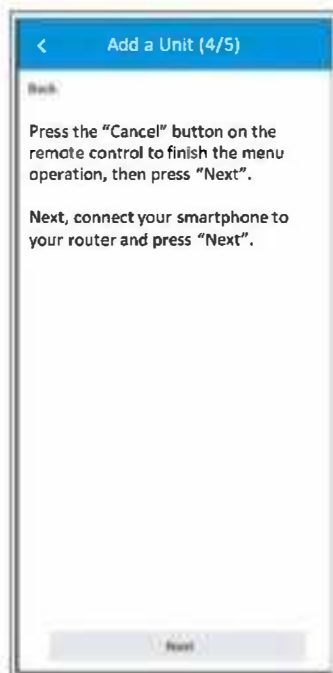 Add a Unit (4/5)
Back
Press the “Cancel” button on the
remote control to finish the menu
operation, then press “Next”.
Next, connect your smartphone to
your router and press “Next”.
Next